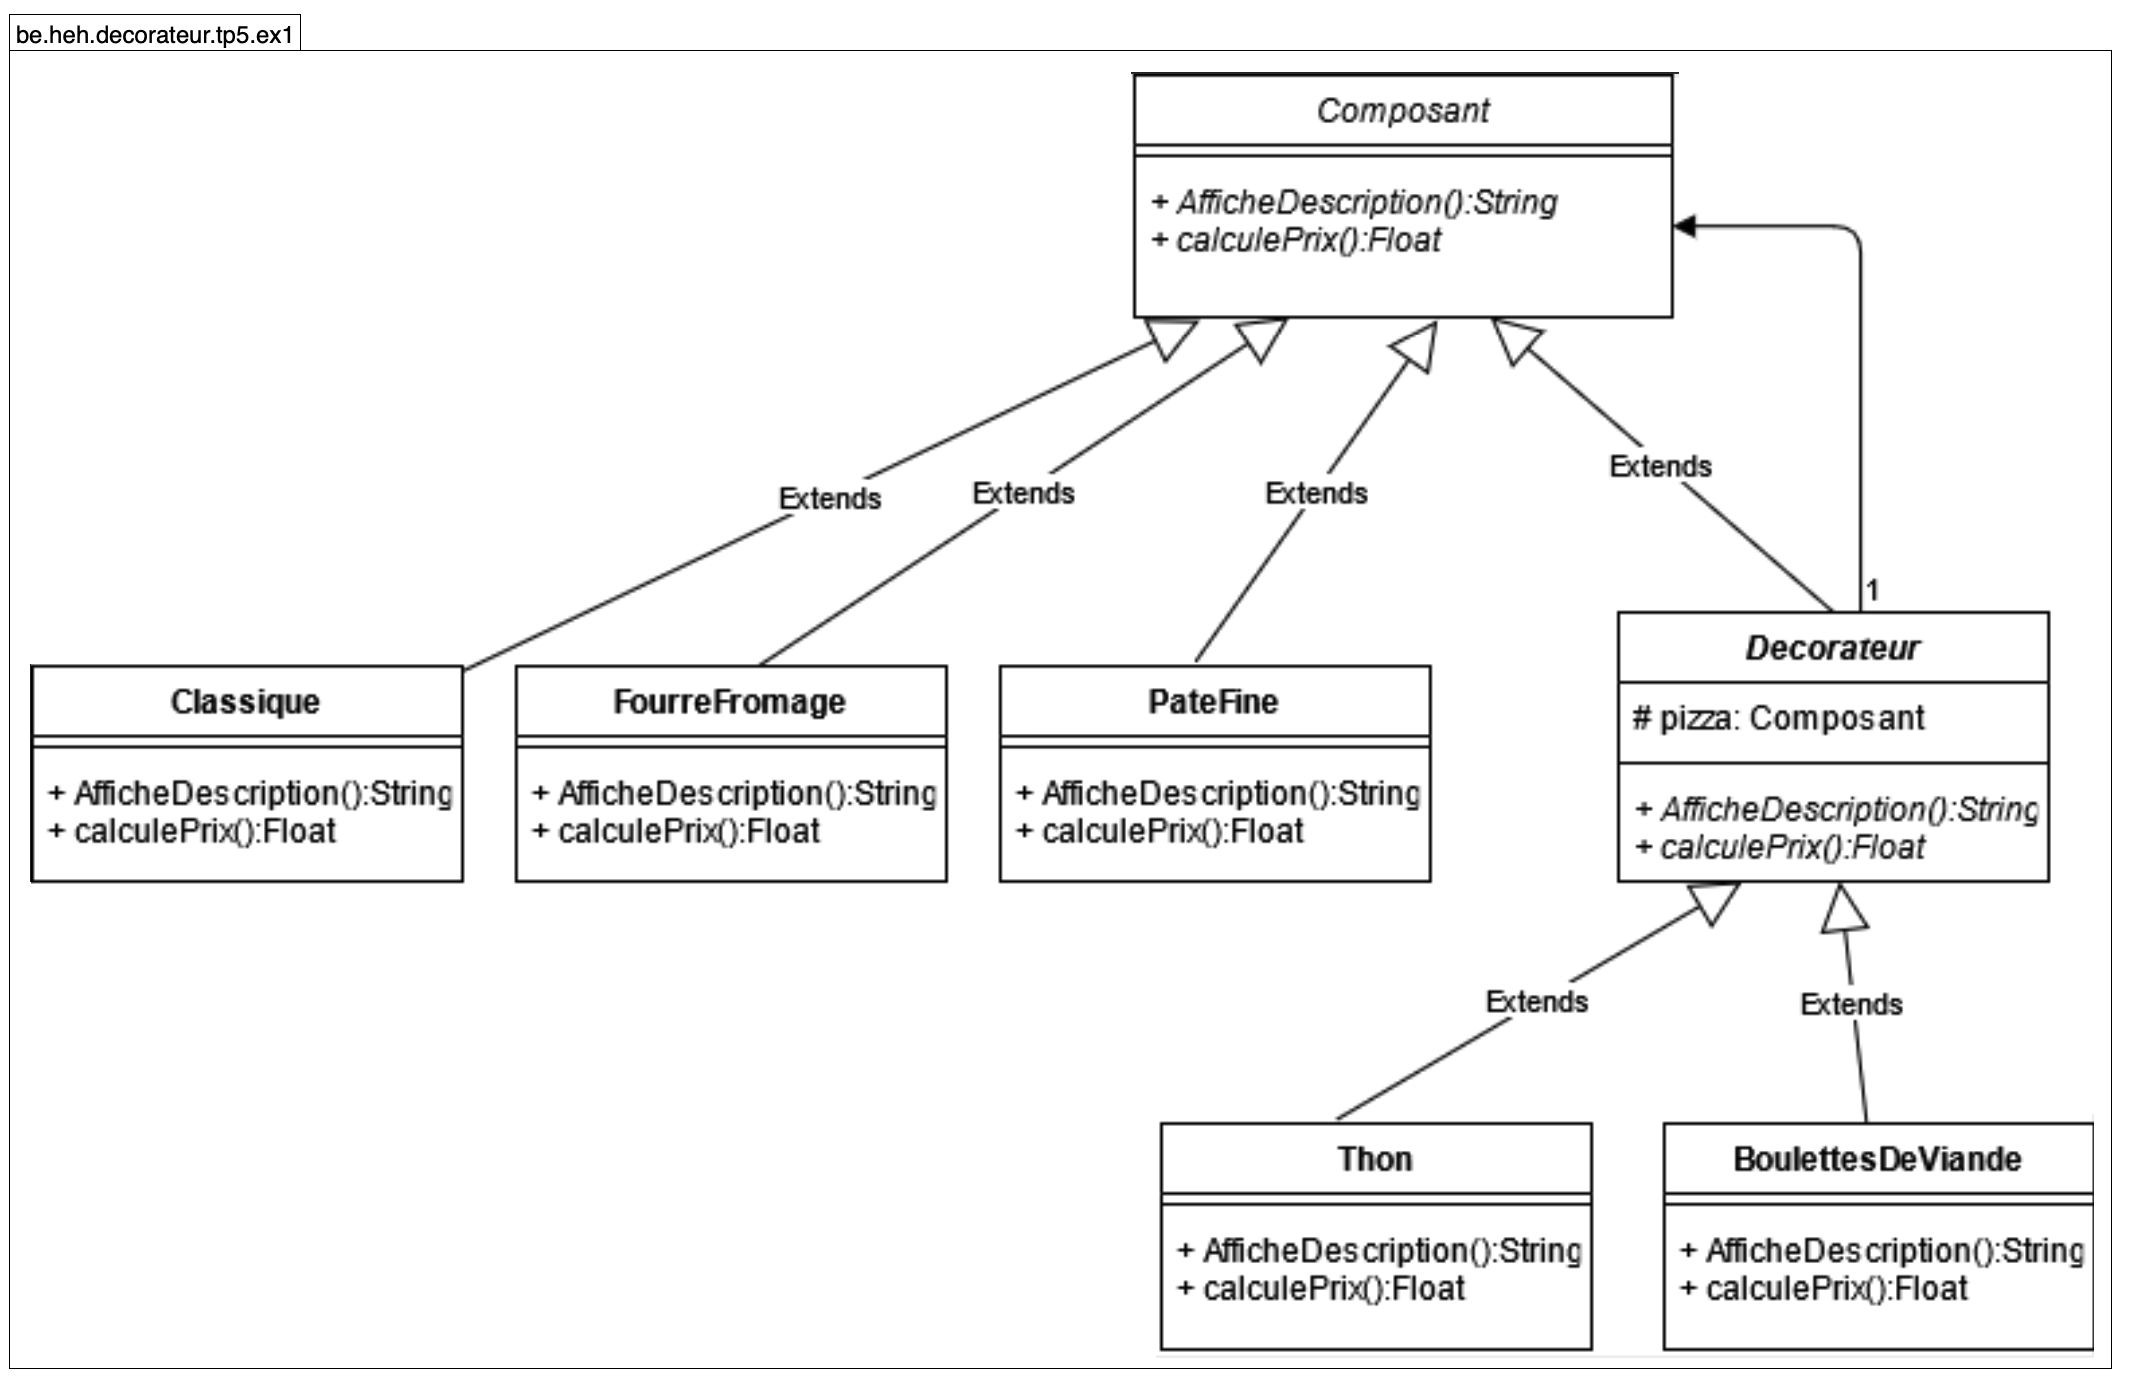 be.heh.decorateur.tp5.ex1
Composant
+ AfficheDescription():String
+ calculePrix():Float
Extends
Extends
Extends
Extends
1
Classique
+ AfficheDescription():String
+ calculePrix():Float
FourreFromage
+ AfficheDescription():String
+ calculePrix():Float
PateFine
+ AfficheDescription():String
+ calculePrix():Float
Decorateur
# pizza: Composant
+ AfficheDescription():String
+ calculePrix():Float
Extends
Extends
Thon
+ AfficheDescription():String
+ calculePrix():Float
BoulettesDeViande
+ AfficheDescription():String
+ calculePrix():Float